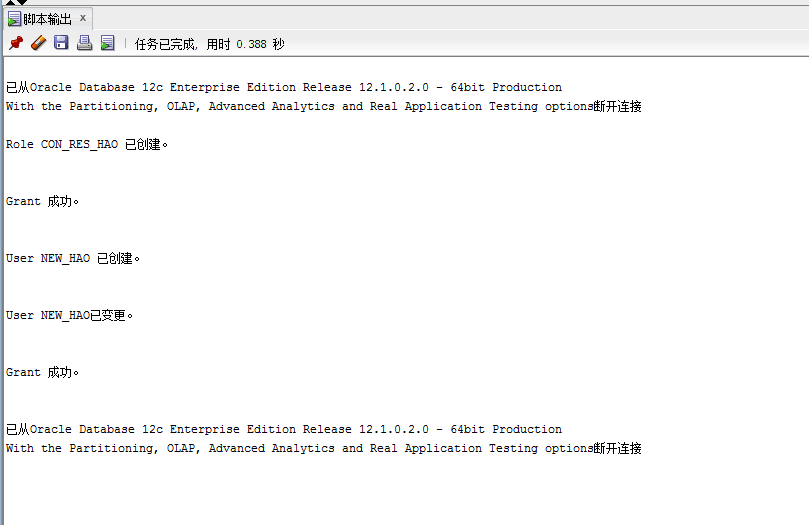 脚本输出 x
任务已完成, 用时 0.388 秒
已从Oracle Database 12c Enterprise Edition Release 12.1.0.2.0 - 64bit Production
With the Partitioning, OLAP, Advanced Analytics and Real Application Testing options断开连接
Role CON_RES_HAO 已创建。
Grant 成功。
User NEW_HAO 已创建。
User NEW_HAO已变更。
Grant 成功。
已从Oracle Database 12c Enterprise Edition Release 12.1.0.2.0 - 64bit Production
With the Partitioning, OLAP, Advanced Analytics and Real Application Testing options断开连接